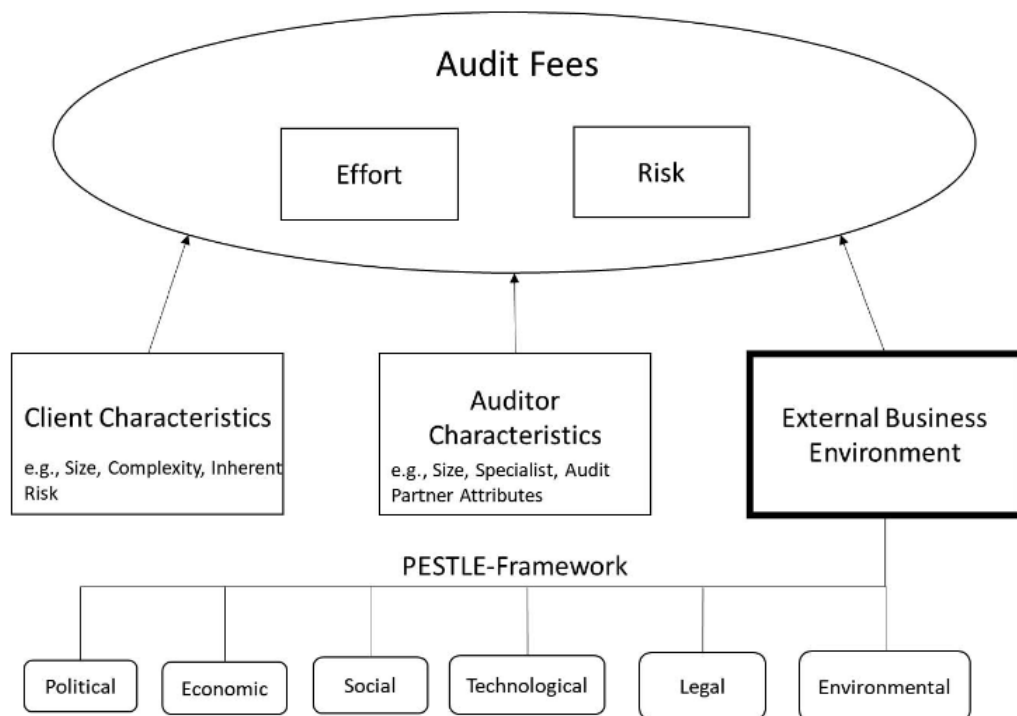 Audit Fees
Effort
Risk
Client Characteristics
e.g., Size, Complexity, Inherent
Risk
Auditor
Characteristics
e.g., Size, Specialist, Audit
Partner Attributes
External Business
Environment
PESTLE-Framework
Political
Economic
Social
Technological
Legal
Environmental